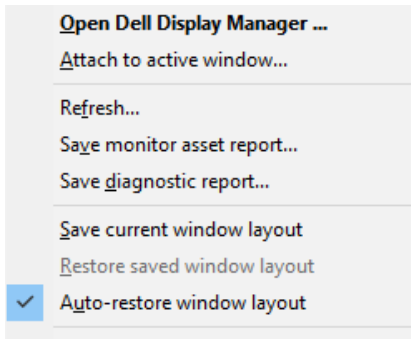 Open Dell Display Manager ...
Attach to active window...
Refresh...
Save monitor asset report...
Save diagnostic report...
Save current window layout
Restore saved window layout
Auto-restore window layout